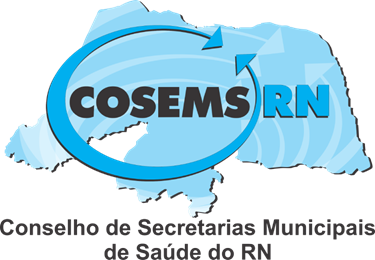 COSEMS RN
Conselho de Secretarias Municipais
de Saúde do RN